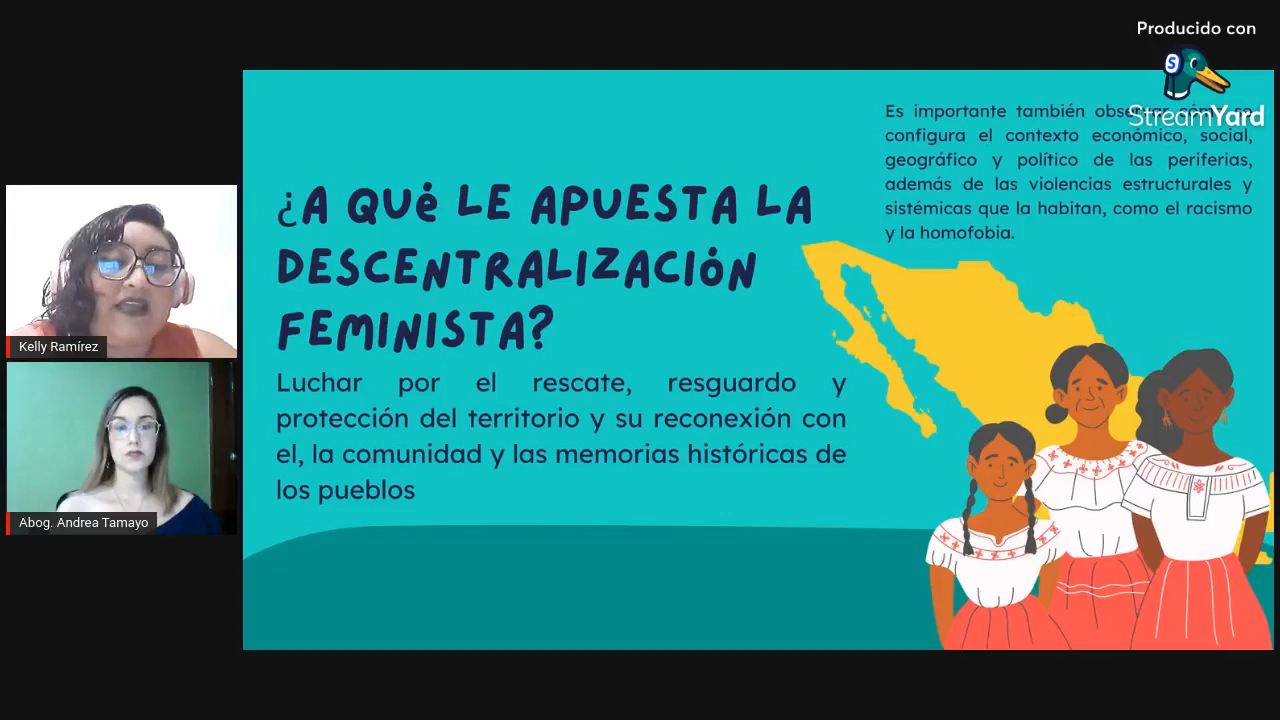 Producido con
StreamYard
Es importante también observar cómo se
configura el contexto económico, social,
geográfico y político de las periferias,
además de las violencias estructurales y
sistémicas que la habitan, como el racismo
y la homofobia.
¿A QUÉ LE APUESTA LA
DESCENTRALIZACIÓN
FEMINISTA?
Luchar por el rescate, resguardo y
protección del territorio y su reconexión con
el, la comunidad y las memorias históricas de
los pueblos
Kelly Ramírez
Abog. Andrea Tamayo